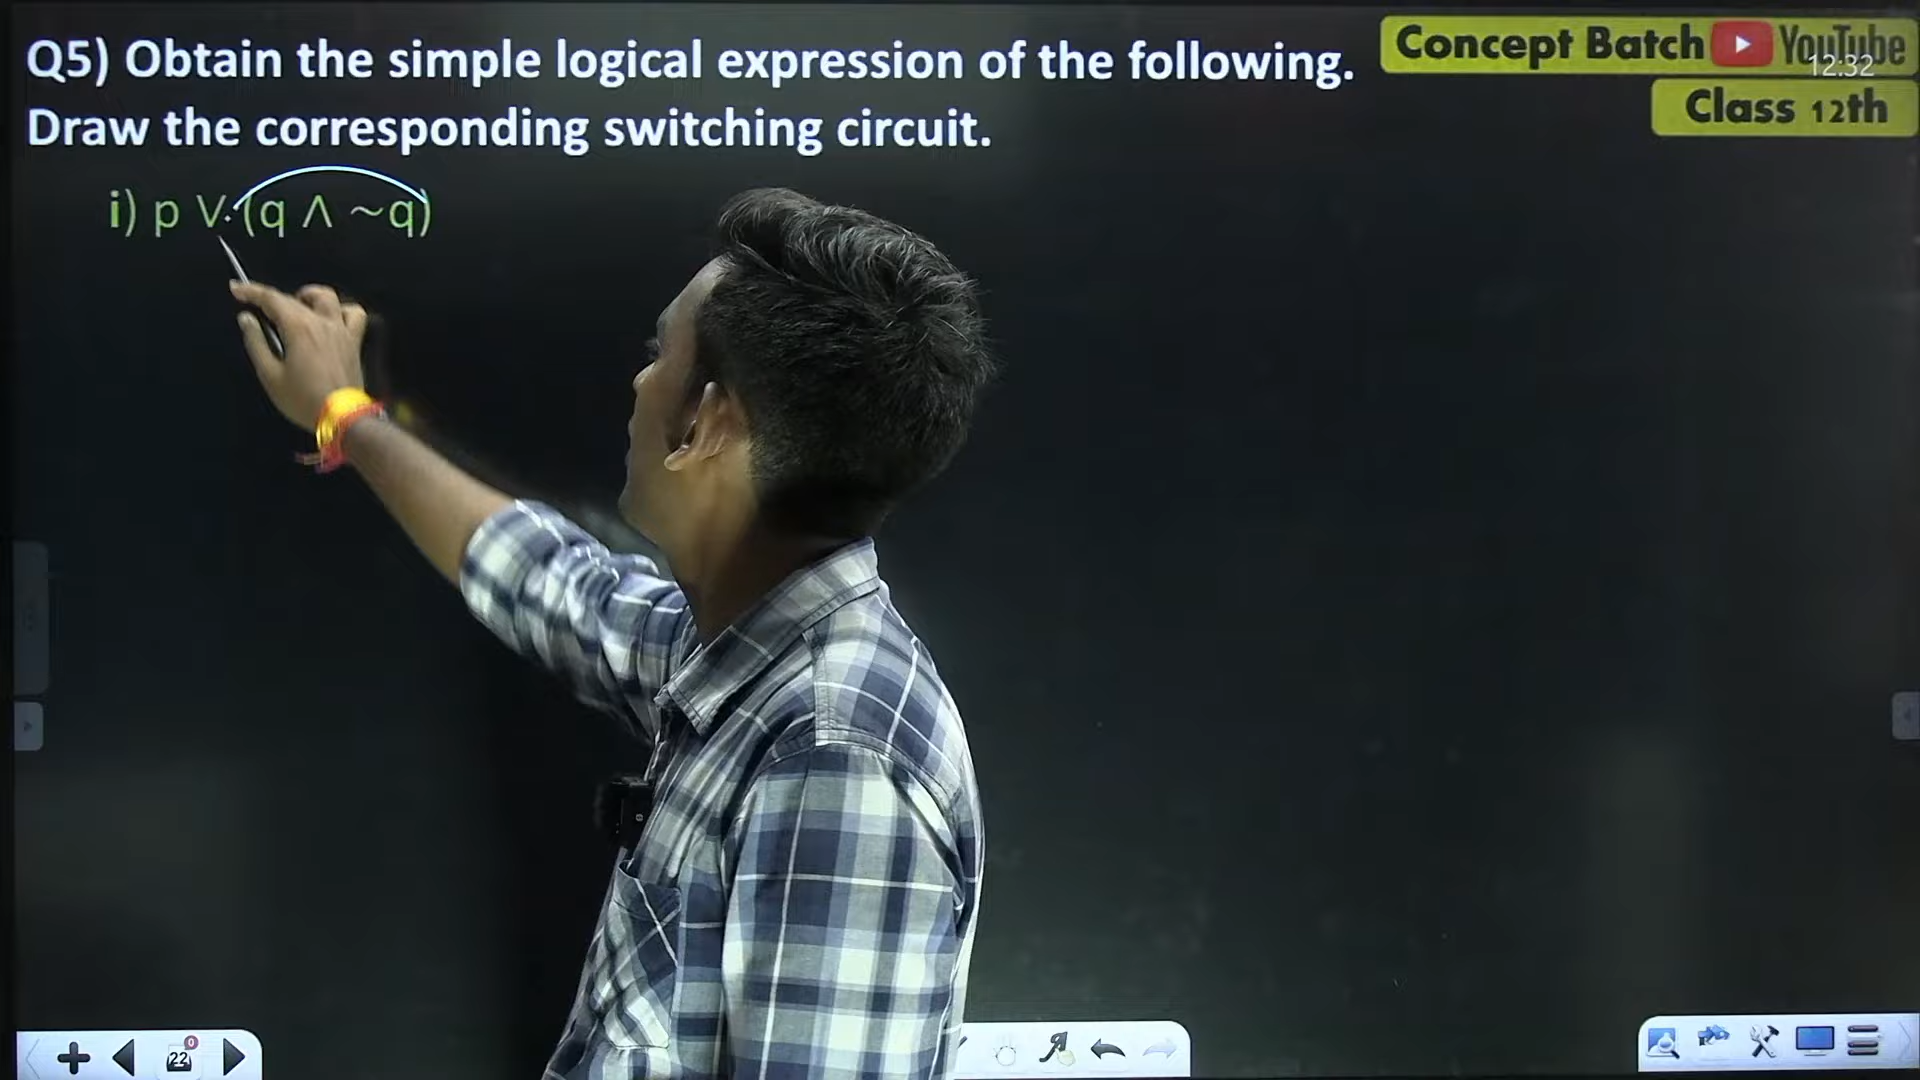 Q5) Obtain the simple logical expression of the following.
Draw the corresponding switching circuit.
i) p V (q Λ ~q)
Concept Batch YouTube
12:32
Class 12th
22
0